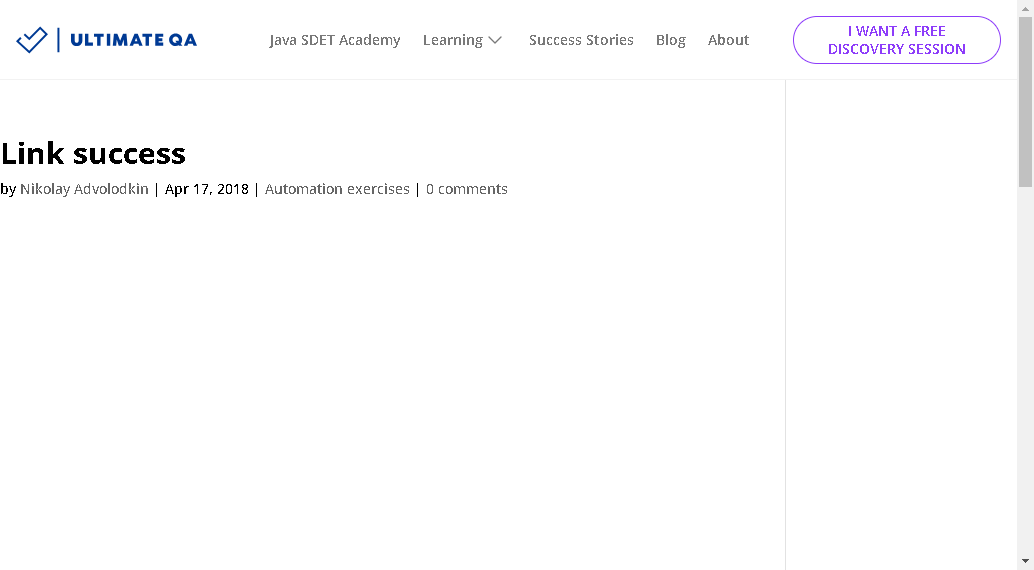 ULTIMATE QA
Java SDET Academy
Learning
Success Stories
Blog
About
I WANT A FREE
DISCOVERY SESSION
Link success
by Nikolay Advolodkin | Apr 17, 2018 | Automation exercises | 0 comments